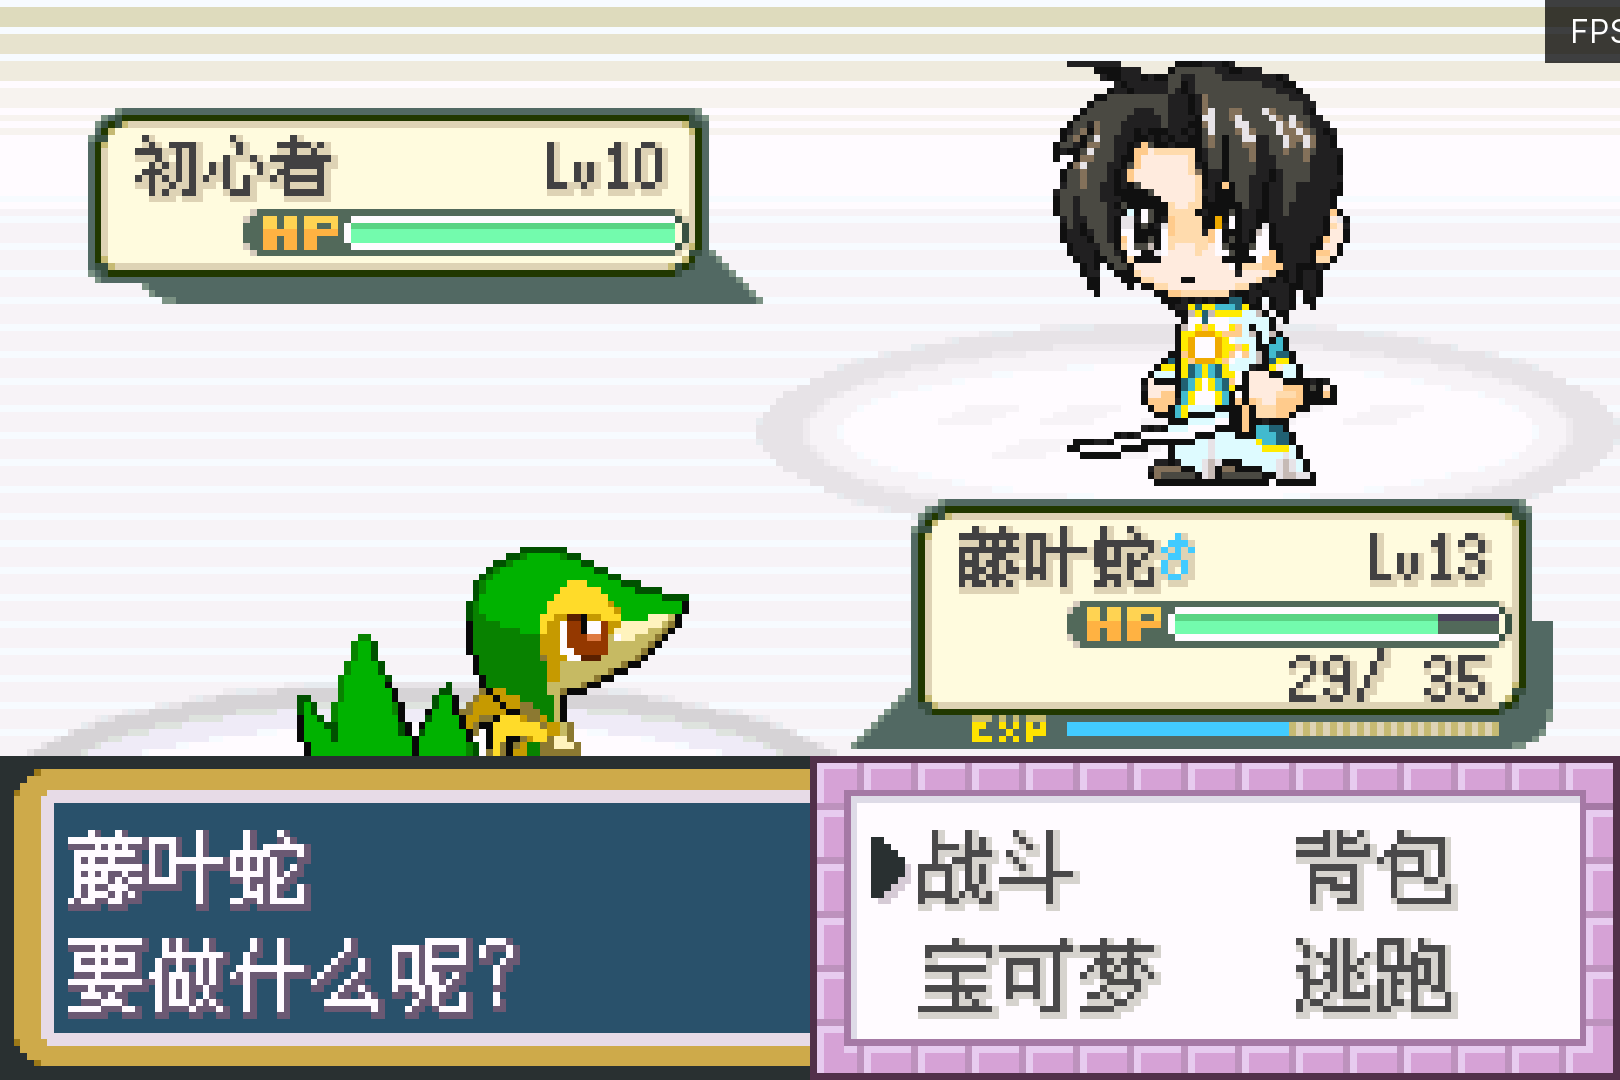 FPS
初心者 Lv10
HP
藤叶蛇♂ Lv13
HP
29/ 35
EXP
藤叶蛇
要做什么呢?
▶战斗 背包
宝可梦 逃跑